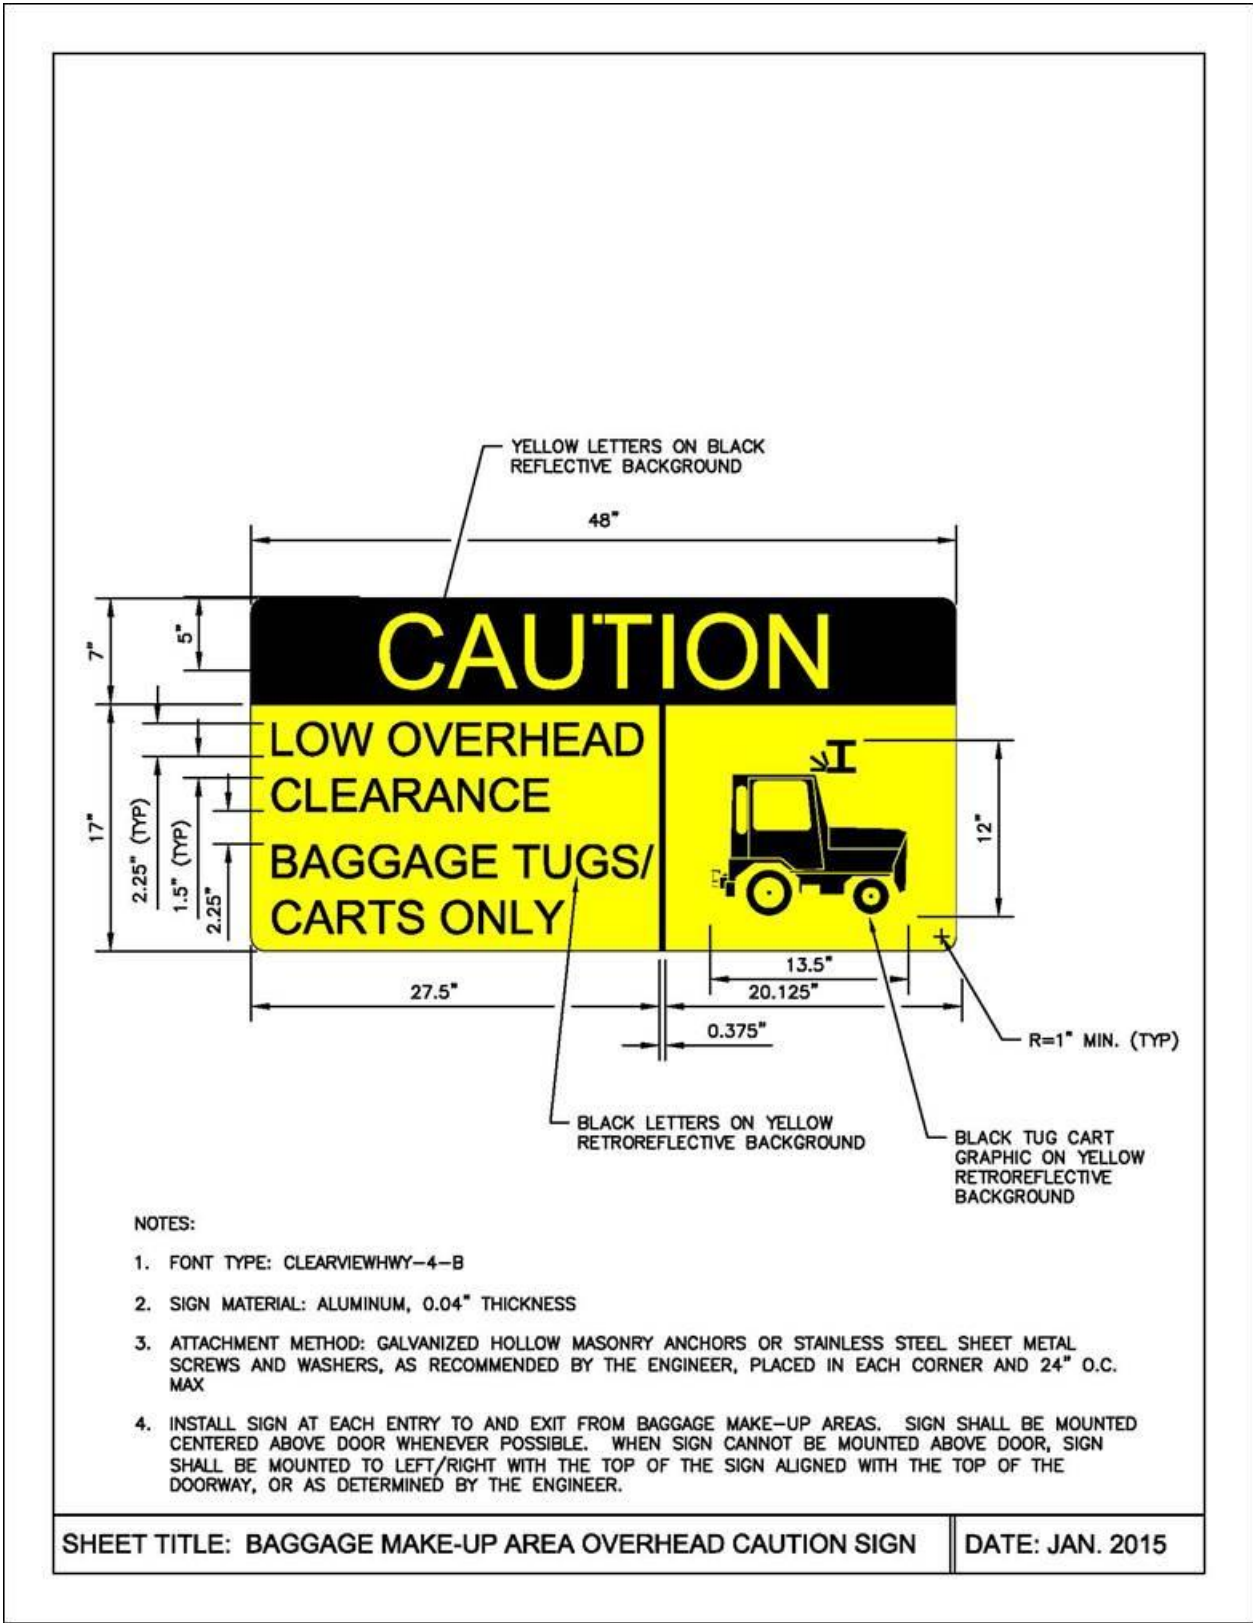 YELLOW LETTERS ON BLACK
REFLECTIVE BACKGROUND
48"
7"
5"
CAUTION
17"
2.25" (TYP)
1.5" (TYP)
2.25"
LOW OVERHEAD
CLEARANCE
BAGGAGE TUGS/
CARTS ONLY
12"
13.5"
27.5"
20.125"
0.375"
R=1" MIN. (TYP)
BLACK LETTERS ON YELLOW
RETROREFLECTIVE BACKGROUND
BLACK TUG CART
GRAPHIC ON YELLOW
RETROREFLECTIVE
BACKGROUND
NOTES:
1. FONT TYPE: CLEARVIEWHWY-4-B
2. SIGN MATERIAL: ALUMINUM, 0.04" THICKNESS
3. ATTACHMENT METHOD: GALVANIZED HOLLOW MASONRY ANCHORS OR STAINLESS STEEL SHEET METAL
SCREWS AND WASHERS, AS RECOMMENDED BY THE ENGINEER, PLACED IN EACH CORNER AND 24" O.C.
MAX
4. INSTALL SIGN AT EACH ENTRY TO AND EXIT FROM BAGGAGE MAKE-UP AREAS. SIGN SHALL BE MOUNTED
CENTERED ABOVE DOOR WHENEVER POSSIBLE. WHEN SIGN CANNOT BE MOUNTED ABOVE DOOR, SIGN
SHALL BE MOUNTED TO LEFT/RIGHT WITH THE TOP OF THE SIGN ALIGNED WITH THE TOP OF THE
DOORWAY, OR AS DETERMINED BY THE ENGINEER.
SHEET TITLE: BAGGAGE MAKE-UP AREA OVERHEAD CAUTION SIGN
DATE: JAN. 2015